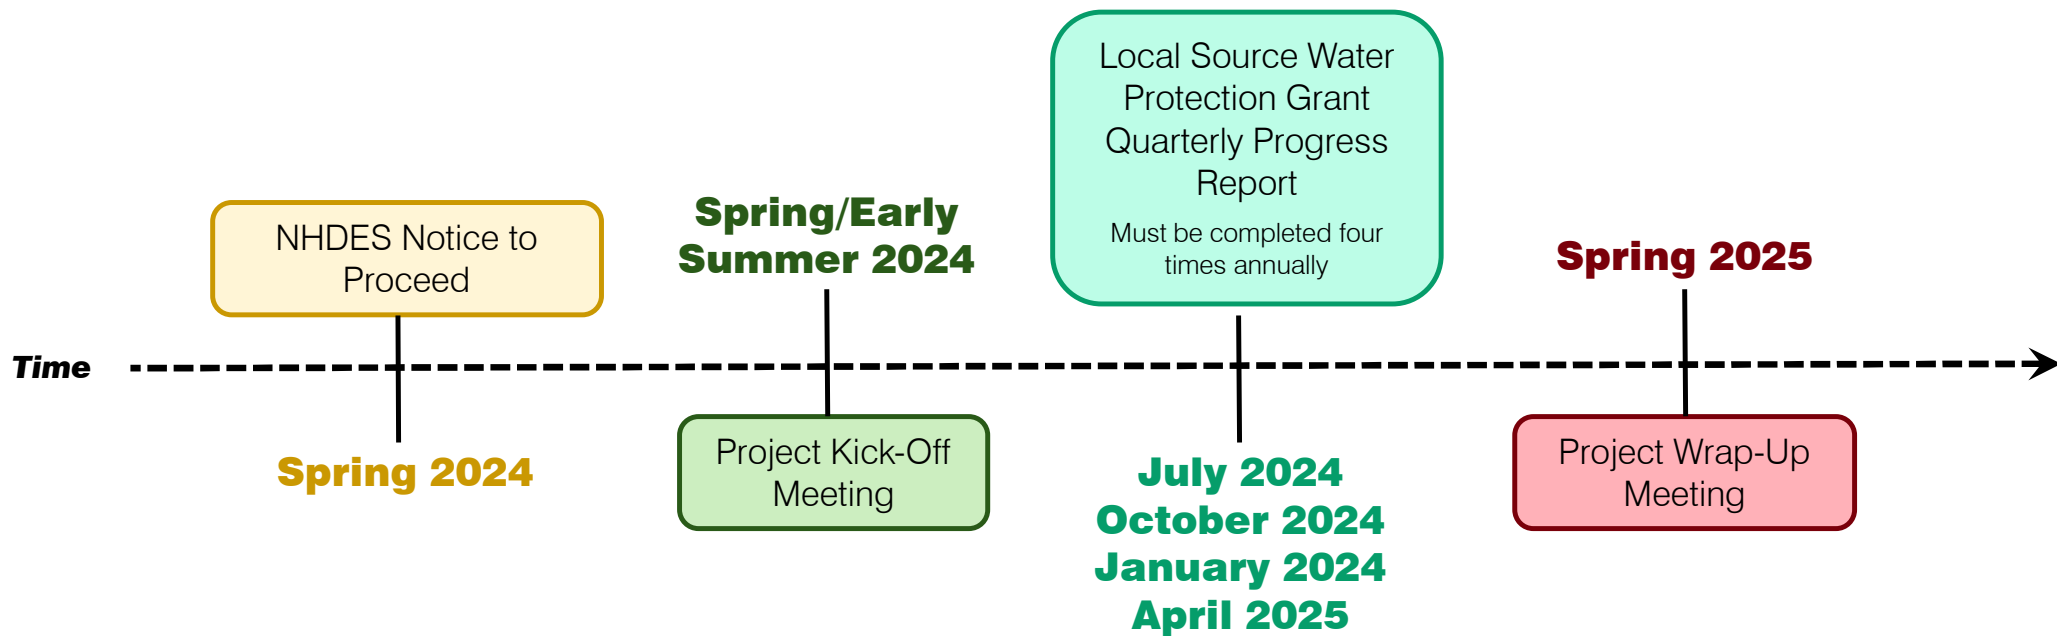 Time
NHDES Notice to
Proceed
Spring 2024
Spring/Early
Summer 2024
Project Kick-Off
Meeting
Local Source Water
Protection Grant
Quarterly Progress
Report
Must be completed four
times annually
July 2024
October 2024
January 2024
April 2025
Spring 2025
Project Wrap-Up
Meeting